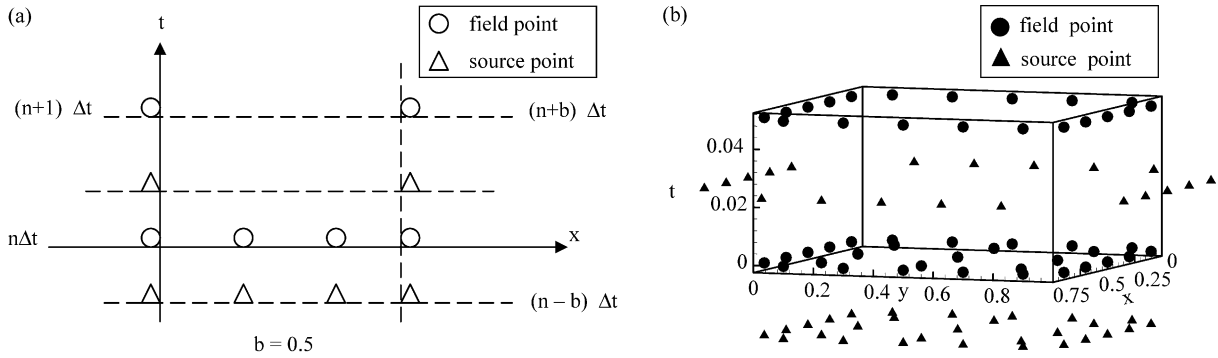 (a)
t
field point
source point
(n+1) Δt
(n+b) Δt
nΔt
x
(n – b) Δt
b = 0.5
(b)
field point
source point
0.04
t
0.02
0
0
0.2
0.4
y
0.6
0.8
0.75
0.5
x
0.25
0